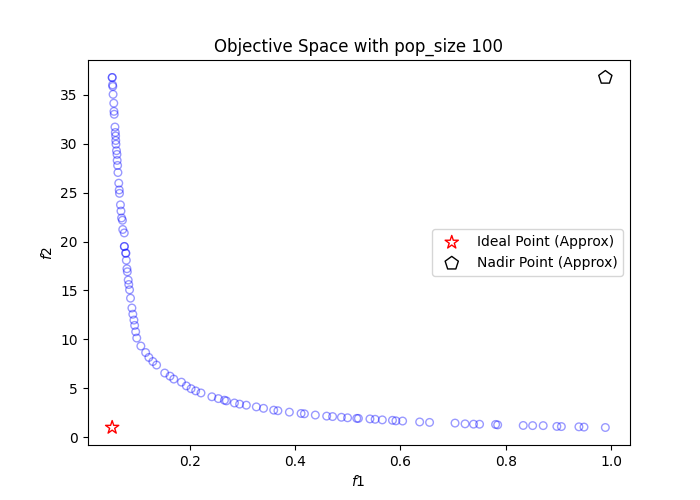 Objective Space with pop_size 100
35
30
25
20
15
10
5
0
f2
Ideal Point (Approx)
Nadir Point (Approx)
0.2 0.4 0.6 0.8 1.0
f1